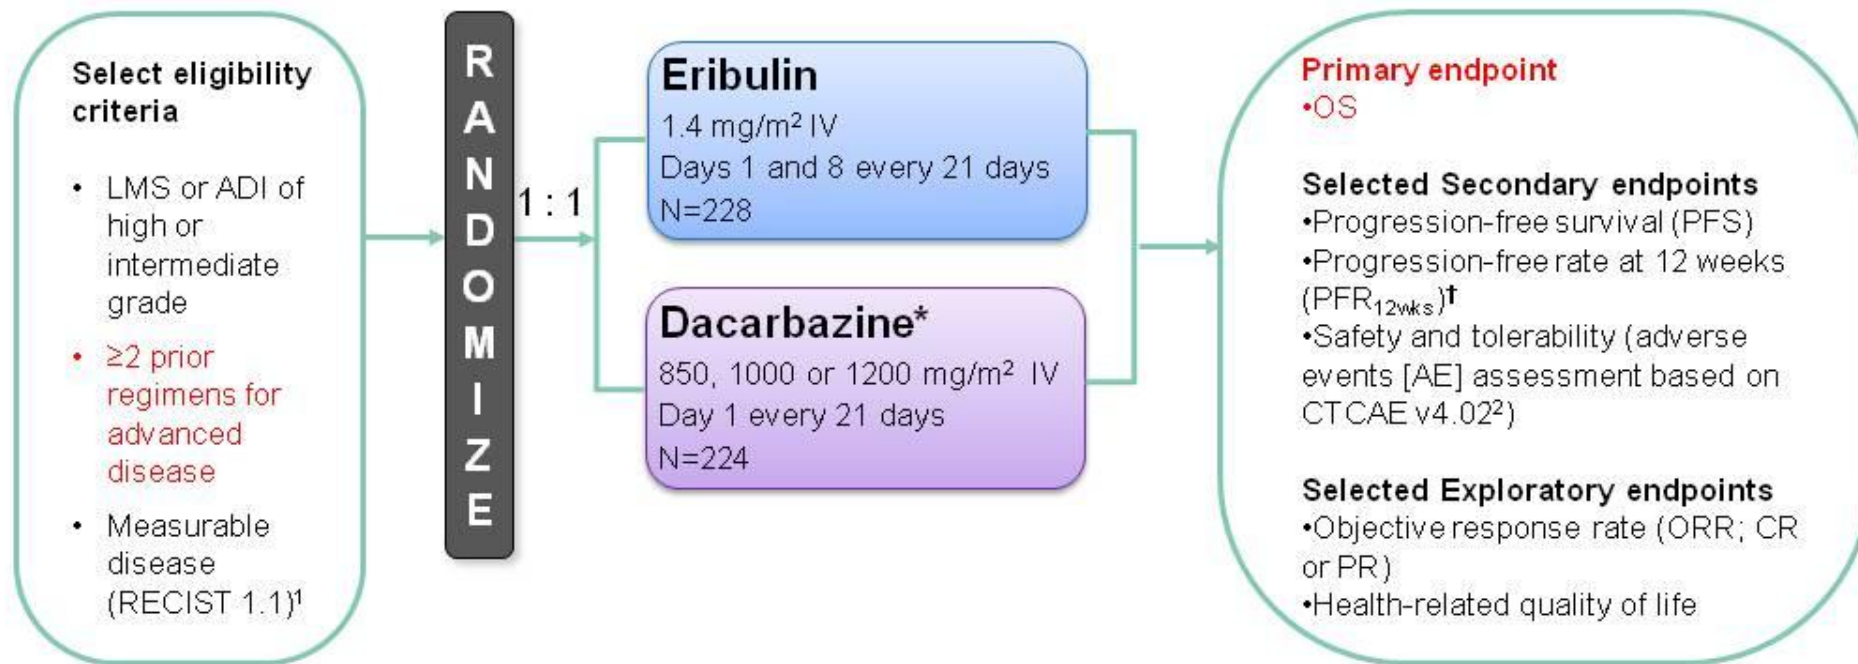 Select eligibility
criteria
• LMS or ADI of
high or
intermediate
grade
• ≥2 prior
regimens for
advanced
disease
• Measurable
disease
(RECIST 1.1)¹
RANDOMIZE
1 : 1
Eribulin
1.4 mg/m² IV
Days 1 and 8 every 21 days
N=228
Dacarbazine*
850, 1000 or 1200 mg/m² IV
Day 1 every 21 days
N=224
Primary endpoint
•OS
Selected Secondary endpoints
•Progression-free survival (PFS)
•Progression-free rate at 12 weeks
(PFR12wks)†
•Safety and tolerability (adverse
events [AE] assessment based on
CTCAE v4.02²)
Selected Exploratory endpoints
•Objective response rate (ORR; CR
or PR)
•Health-related quality of life